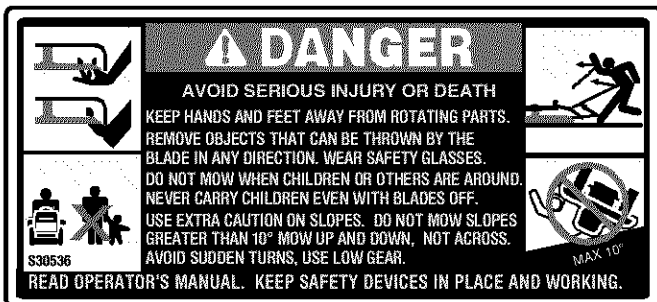 DANGER
AVOID SERIOUS INJURY OR DEATH
KEEP HANDS AND FEET AWAY FROM ROTATING PARTS.
REMOVE OBJECTS THAT CAN BE THROWN BY THE
BLADE IN ANY DIRECTION. WEAR SAFETY GLASSES.
DO NOT MOW WHEN CHILDREN OR OTHERS ARE AROUND.
NEVER CARRY CHILDREN EVEN WITH BLADES OFF.
USE EXTRA CAUTION ON SLOPES. DO NOT MOW SLOPES
GREATER THAN 10° MOW UP AND DOWN, NOT ACROSS.
AVOID SUDDEN TURNS, USE LOW GEAR.
S30536
MAX 10°
READ OPERATOR'S MANUAL. KEEP SAFETY DEVICES IN PLACE AND WORKING.